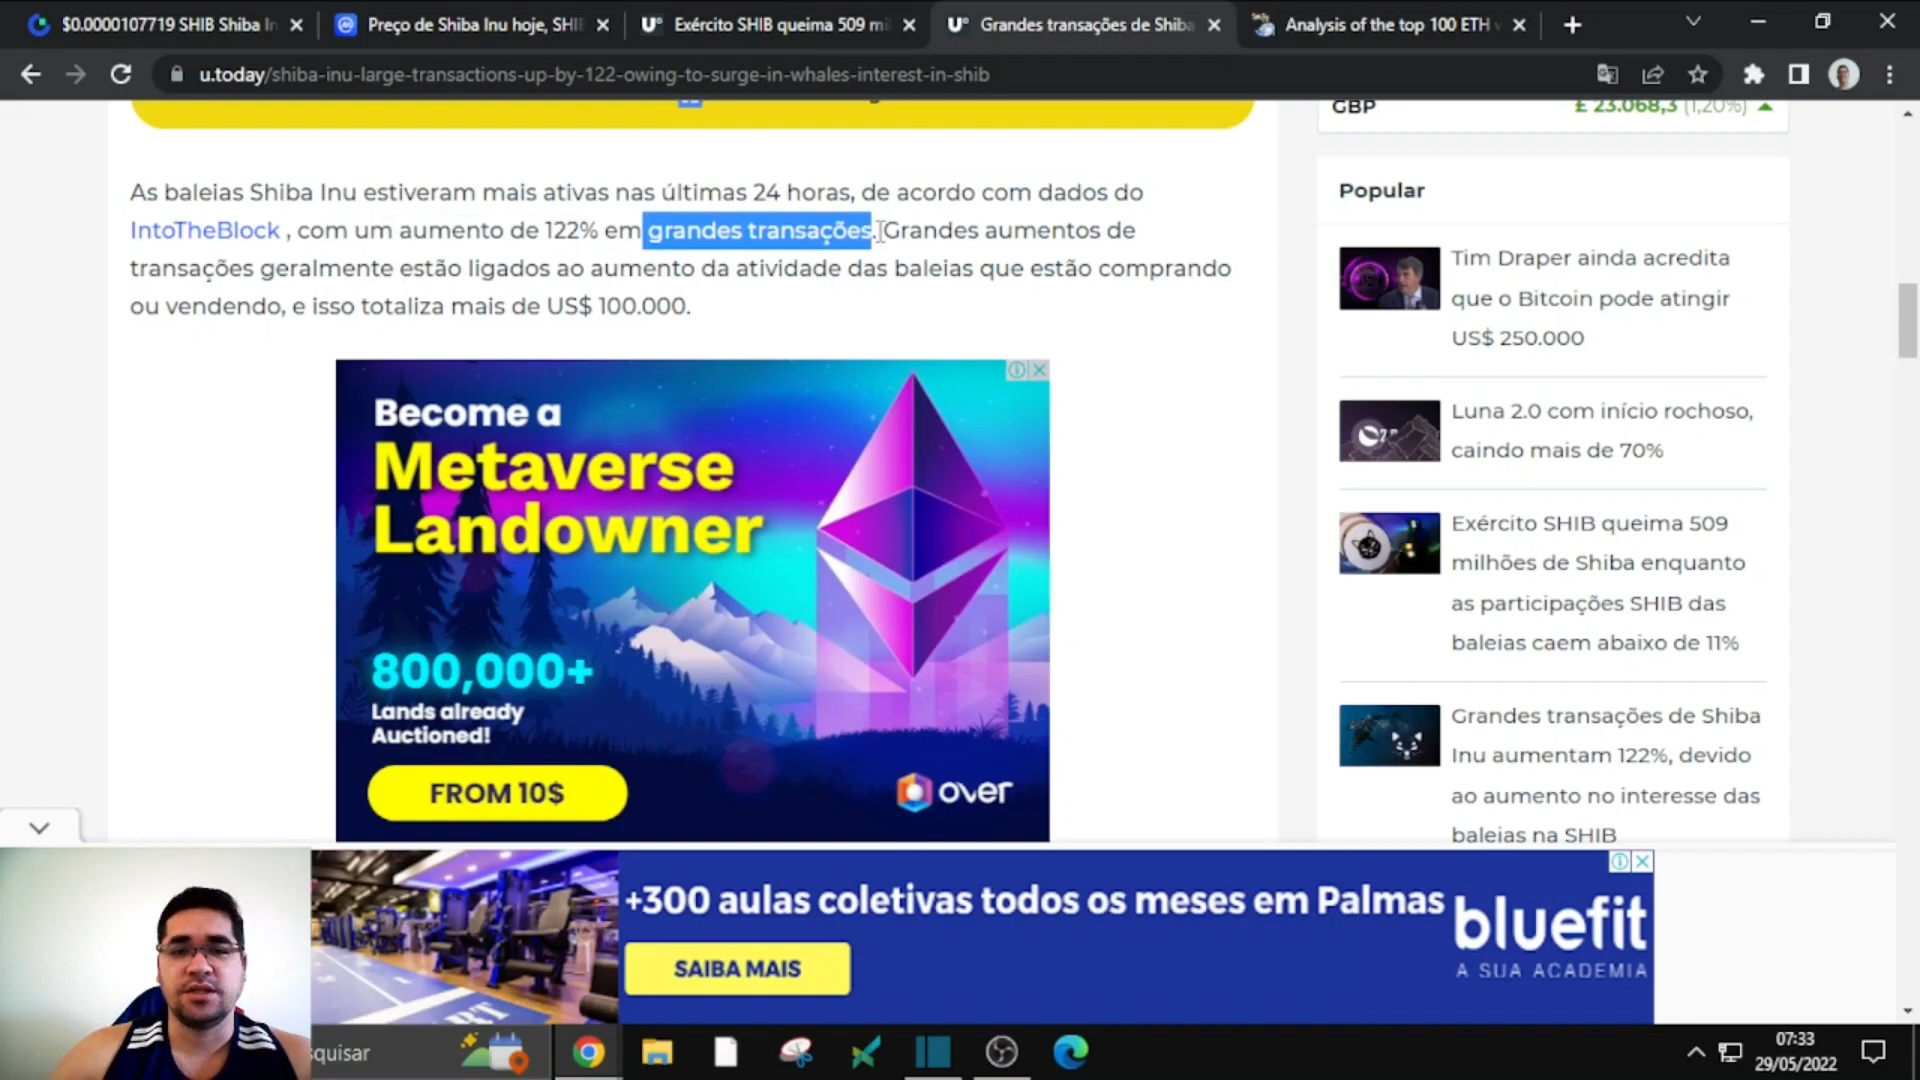 $0.0000107719 SHIB Shiba In
Preço de Shiba Inu hoje, SHI
Exército SHIB queima 509 mi
Grandes transações de Shiba
Analysis of the top 100 ETH
u.today/shiba-inu-large-transactions-up-by-122-owing-to-surge-in-whales-interest-in-shib
GBP
£ 23.068,3 (1,20%)
As baleias Shiba Inu estiveram mais ativas nas últimas 24 horas, de acordo com dados do
IntoTheBlock , com um aumento de 122% em grandes transações. Grandes aumentos de
transações geralmente estão ligados ao aumento da atividade das baleias que estão comprando
ou vendendo, e isso totaliza mais de US$ 100.000.
Become a
Metaverse
Landowner
800,000+
Lands already
Auctioned!
FROM 10$
over
Popular
Tim Draper ainda acredita
que o Bitcoin pode atingir
US$ 250.000
Luna 2.0 com início rochoso,
caindo mais de 70%
Exército SHIB queima 509
milhões de Shiba enquanto
as participações SHIB das
baleias caem abaixo de 11%
Grandes transações de Shiba
Inu aumentam 122%, devido
ao aumento no interesse das
baleias na SHIB
+300 aulas coletivas todos os meses em Palmas
SAIBA MAIS
bluefit
A SUA ACADEMIA
squisar
07:33
29/05/2022